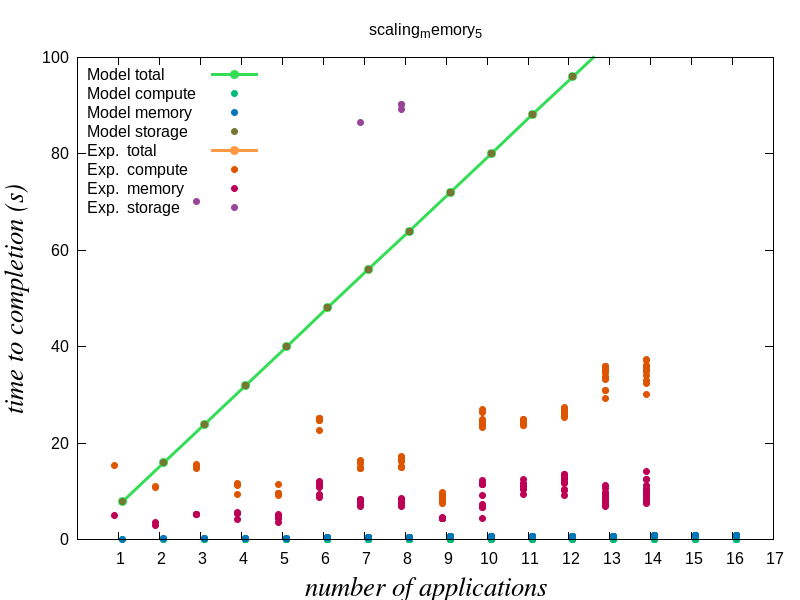 scaling_memory_5
100
80
60
40
20
0
Model total
Model compute
Model memory
Model storage
Exp. total
Exp. compute
Exp. memory
Exp. storage
time to completion (s)
1 2 3 4 5 6 7 8 9 10 11 12 13 14 15 16 17
number of applications